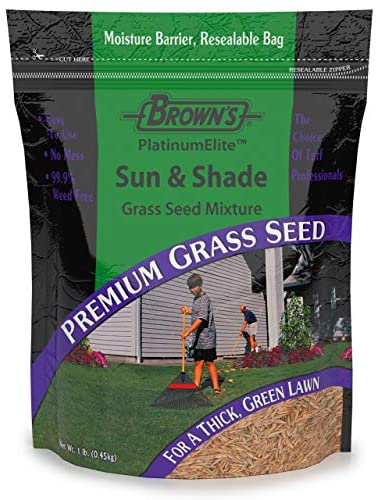 Moisture Barrier, Resealable Bag
CUT HERE
RESEALABLE ZIPPER
BROWN'S
PlatinumElite™
Sun & Shade
Grass Seed Mixture
• Easy
To Use
• No Mess
• 99.9%
Weed Free
The
Choice
Of Turf
Professionals
PREMIUM GRASS SEED
FOR A THICK, GREEN LAWN
Net Wt. 1 lb. (0.45kg)